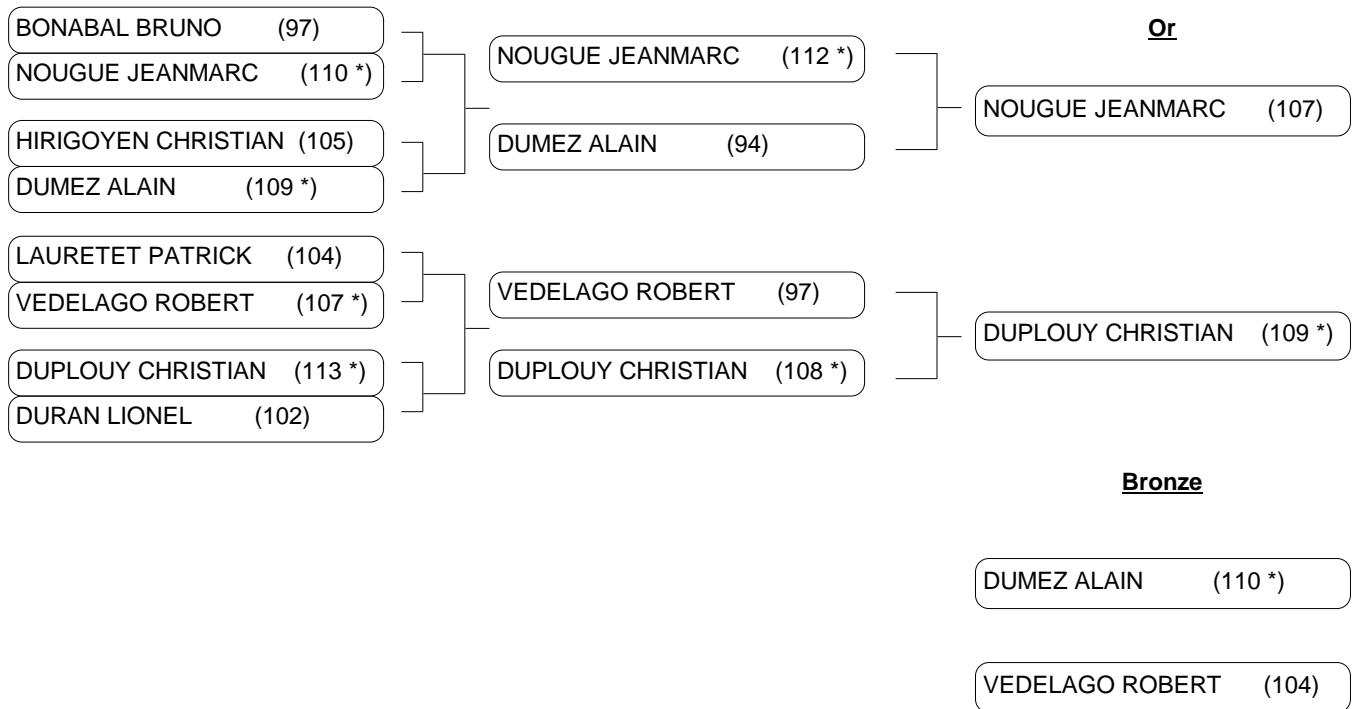 BONABAL BRUNO (97)
NOUGUE JEANMARC (110 *)
HIRIGOYEN CHRISTIAN (105)
DUMEZ ALAIN (109 *)
LAURETET PATRICK (104)
VEDELAGO ROBERT (107 *)
DUPLOUY CHRISTIAN (113 *)
DURAN LIONEL (102)
NOUGUE JEANMARC (112 *)
DUMEZ ALAIN (94)
VEDELAGO ROBERT (97)
DUPLOUY CHRISTIAN (108 *)
Or
NOUGUE JEANMARC (107)
DUPLOUY CHRISTIAN (109 *)
Bronze
DUMEZ ALAIN (110 *)
VEDELAGO ROBERT (104)